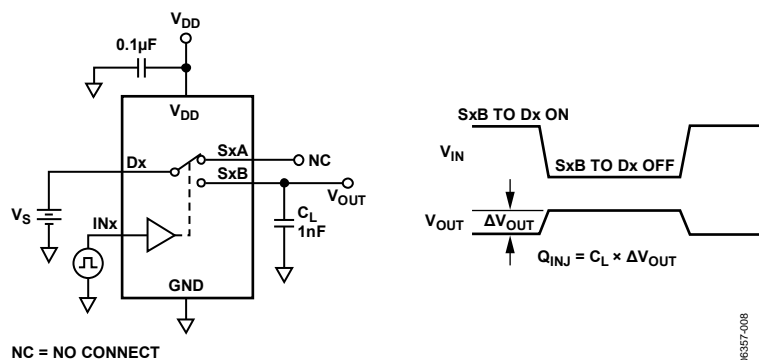 VDD
0.1µF
VDD
Dx
SxA
NC
SxB
VOUT
VS
INx
CL
1nF
GND
NC = NO CONNECT
SxB TO Dx ON
VIN
SxB TO Dx OFF
VOUT
ΔVOUT
QINJ = CL × ΔVOUT
06357-008